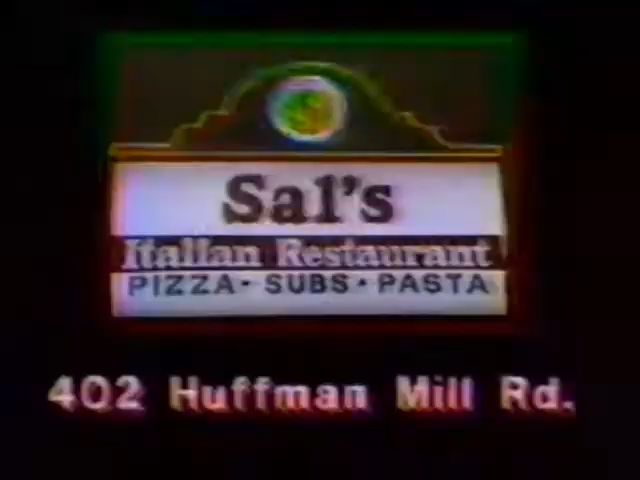 Sal's
Italian Restaurant
PIZZA • SUBS • PASTA
402 Huffman Mill Rd.